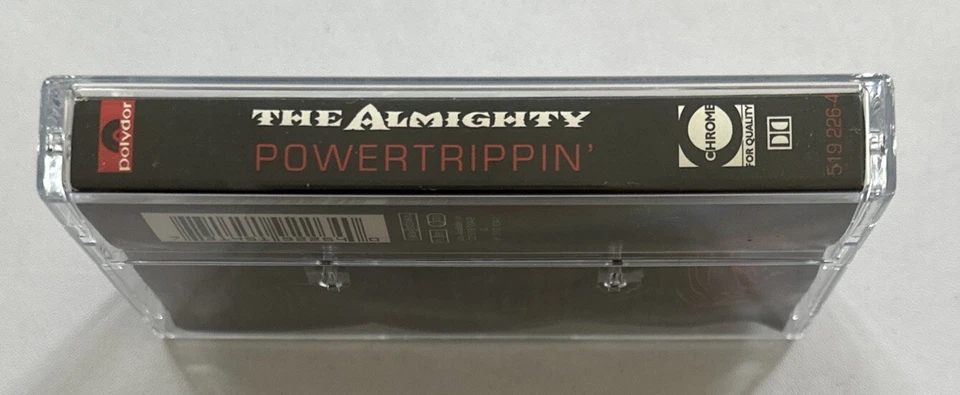 polydor
THE ALMIGHTY
POWERTRIPPIN'
CHROME
FOR QUALITY
519 226-4